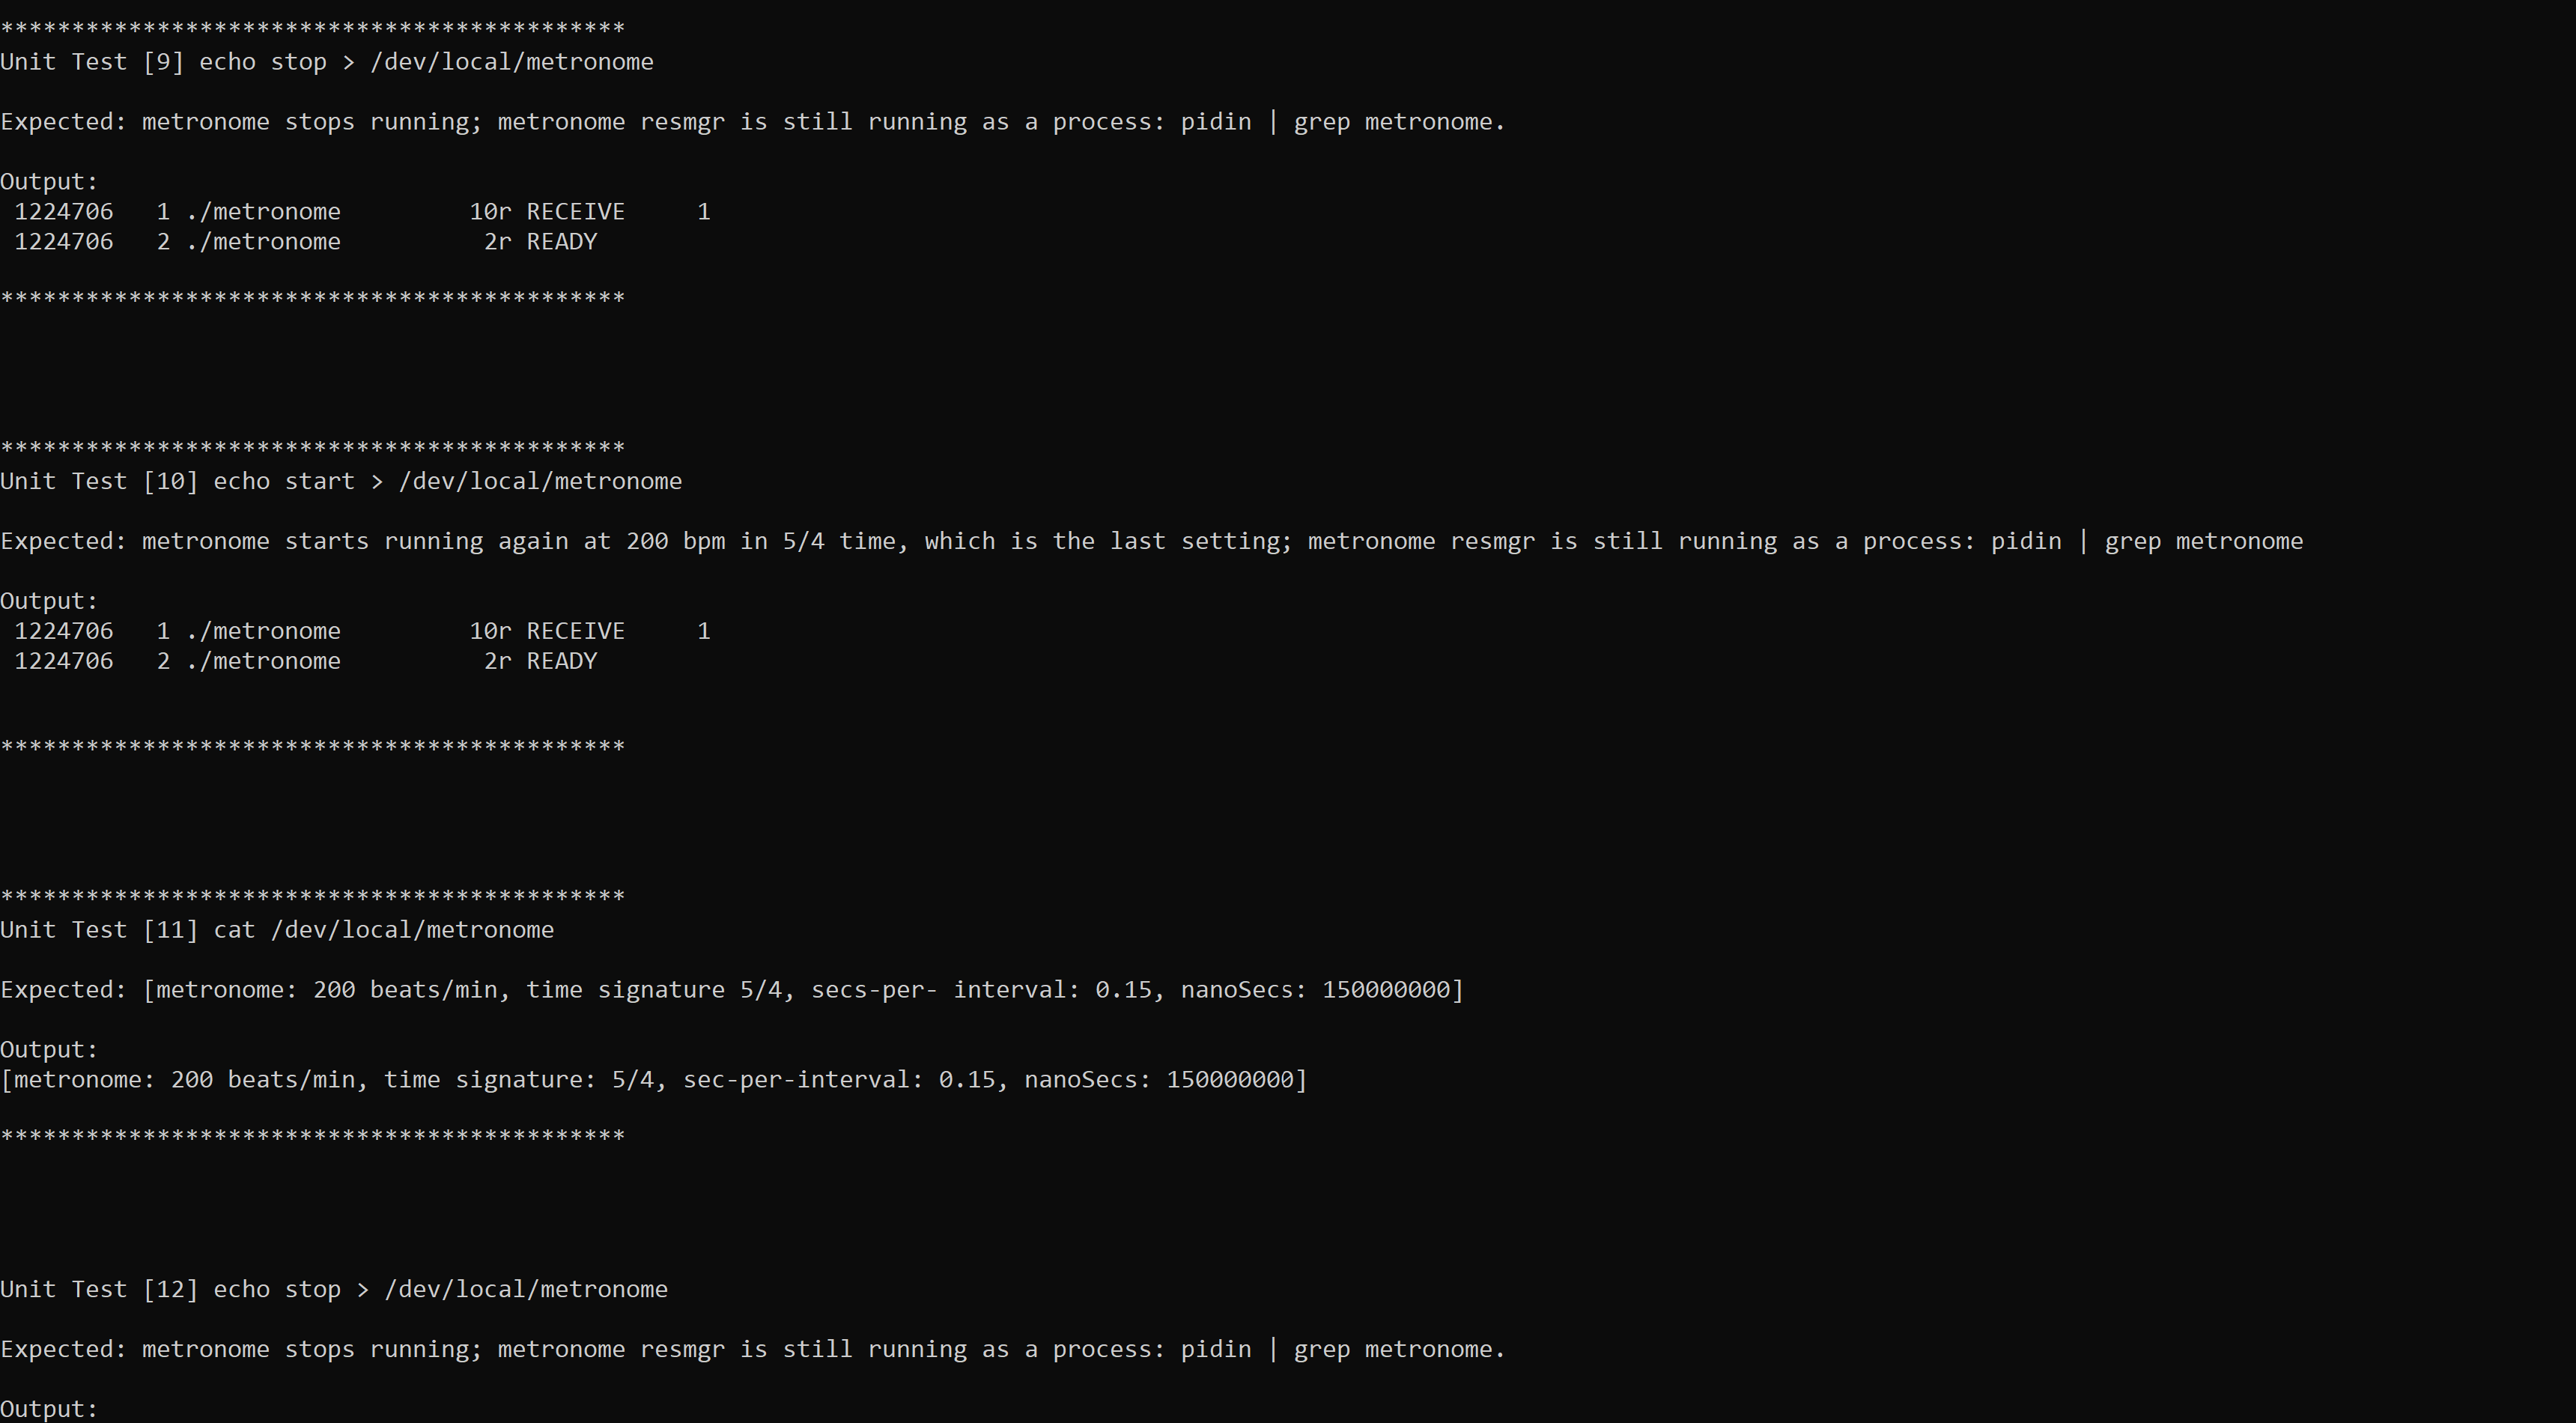 ********************************************
Unit Test [9] echo stop > /dev/local/metronome
Expected: metronome stops running; metronome resmgr is still running as a process: pidin | grep metronome.
Output:
 1224706   1 ./metronome         10r RECEIVE     1
 1224706   2 ./metronome          2r READY
********************************************
********************************************
Unit Test [10] echo start > /dev/local/metronome
Expected: metronome starts running again at 200 bpm in 5/4 time, which is the last setting; metronome resmgr is still running as a process: pidin | grep metronome
Output:
 1224706   1 ./metronome         10r RECEIVE     1
 1224706   2 ./metronome          2r READY
********************************************
********************************************
Unit Test [11] cat /dev/local/metronome
Expected: [metronome: 200 beats/min, time signature 5/4, secs-per- interval: 0.15, nanoSecs: 150000000]
Output:
[metronome: 200 beats/min, time signature: 5/4, sec-per-interval: 0.15, nanoSecs: 150000000]
********************************************
Unit Test [12] echo stop > /dev/local/metronome
Expected: metronome stops running; metronome resmgr is still running as a process: pidin | grep metronome.
Output: